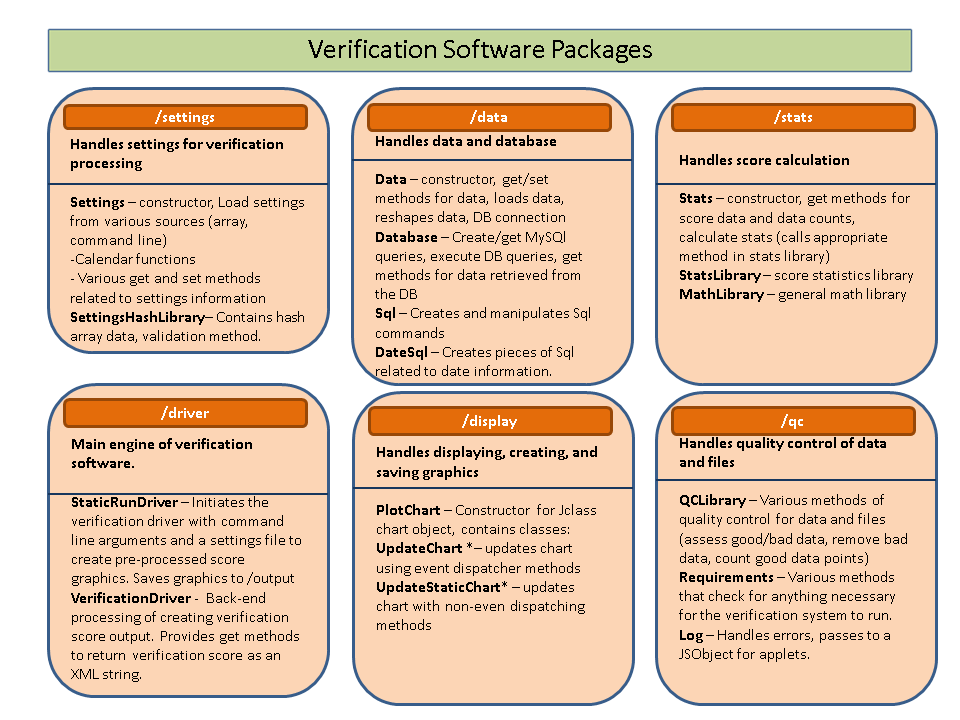 Verification Software Packages
/settings
Handles settings for verification
processing
Settings – constructor, Load settings
from various sources (array,
command line)
-Calendar functions
- Various get and set methods
related to settings information
SettingsHashLibrary– Contains hash
array data, validation method.
/data
Handles data and database
Data – constructor, get/set
methods for data, loads data,
reshapes data, DB connection
Database – Create/get MySQl
queries, execute DB queries, get
methods for data retrieved from
the DB
Sql – Creates and manipulates Sql
commands
DateSql – Creates pieces of Sql
related to date information.
/stats
Handles score calculation
Stats – constructor, get methods for
score data and data counts,
calculate stats (calls appropriate
method in stats library)
StatsLibrary – score statistics library
MathLibrary – general math library
/driver
Main engine of verification
software.
StaticRunDriver – Initiates the
verification driver with command
line arguments and a settings file to
create pre-processed score
graphics. Saves graphics to /output
VerificationDriver - Back-end
processing of creating verification
score output. Provides get methods
to return verification score as an
XML string.
/display
Handles displaying, creating, and
saving graphics
PlotChart – Constructor for Jclass
chart object, contains classes:
UpdateChart *– updates chart
using event dispatcher methods
UpdateStaticChart* – updates
chart with non-even dispatching
methods
/qc
Handles quality control of data
and files
QCLibrary – Various methods of
quality control for data and files
(assess good/bad data, remove bad
data, count good data points)
Requirements – Various methods
that check for anything necessary
for the verification system to run.
Log – Handles errors, passes to a
JSObject for applets.